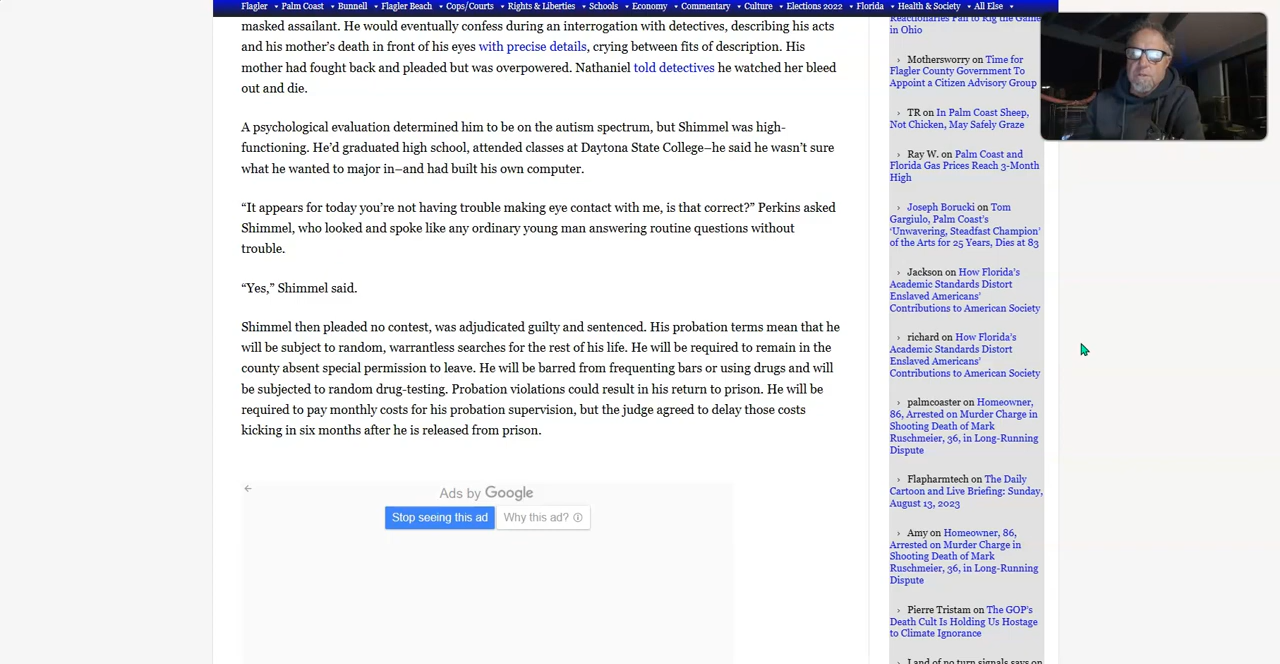 Flagler Palm Coast Bunnell Flagler Beach Cops/Courts Rights & Liberties Schools Economy Commentary Culture Elections 2022 Florida Health & Society All Else
masked assailant. He would eventually confess during an interrogation with detectives, describing his acts
and his mother's death in front of his eyes with precise details, crying between fits of description. His
mother had fought back and pleaded but was overpowered. Nathaniel told detectives he watched her bleed
out and die.
A psychological evaluation determined him to be on the autism spectrum, but Shimmel was high-
functioning. He'd graduated high school, attended classes at Daytona State College–he said he wasn't sure
what he wanted to major in–and had built his own computer.
“It appears for today you're not having trouble making eye contact with me, is that correct?” Perkins asked
Shimmel, who looked and spoke like any ordinary young man answering routine questions without
trouble.
“Yes,” Shimmel said.
Shimmel then pleaded no contest, was adjudicated guilty and sentenced. His probation terms mean that he
will be subject to random, warrantless searches for the rest of his life. He will be required to remain in the
county absent special permission to leave. He will be barred from frequenting bars or using drugs and will
be subjected to random drug-testing. Probation violations could result in his return to prison. He will be
required to pay monthly costs for his probation supervision, but the judge agreed to delay those costs
kicking in six months after he is released from prison.
Ads by Google
Stop seeing this ad Why this ad?
Reactionaries Fail to Rig the Game
in Ohio
› Mothersworry on Time for
Flagler County Government To
Appoint a Citizen Advisory Group
› TR on In Palm Coast Sheep,
Not Chicken, May Safely Graze
› Ray W. on Palm Coast and
Florida Gas Prices Reach 3-Month
High
› Joseph Borucki on Tom
Gargiulo, Palm Coast's
‘Unwavering, Steadfast Champion’
of the Arts for 25 Years, Dies at 83
› Jackson on How Florida's
Academic Standards Distort
Enslaved Americans'
Contributions to American Society
› richard on How Florida's
Academic Standards Distort
Enslaved Americans'
Contributions to American Society
› palmcoaster on Homeowner,
86, Arrested on Murder Charge in
Shooting Death of Mark
Ruschmeier, 36, in Long-Running
Dispute
› Flapharmtech on The Daily
Cartoon and Live Briefing: Sunday,
August 13, 2023
› Amy on Homeowner, 86,
Arrested on Murder Charge in
Shooting Death of Mark
Ruschmeier, 36, in Long-Running
Dispute
› Pierre Tristam on The GOP's
Death Cult Is Holding Us Hostage
to Climate Ignorance
› Land of no turn signals says on